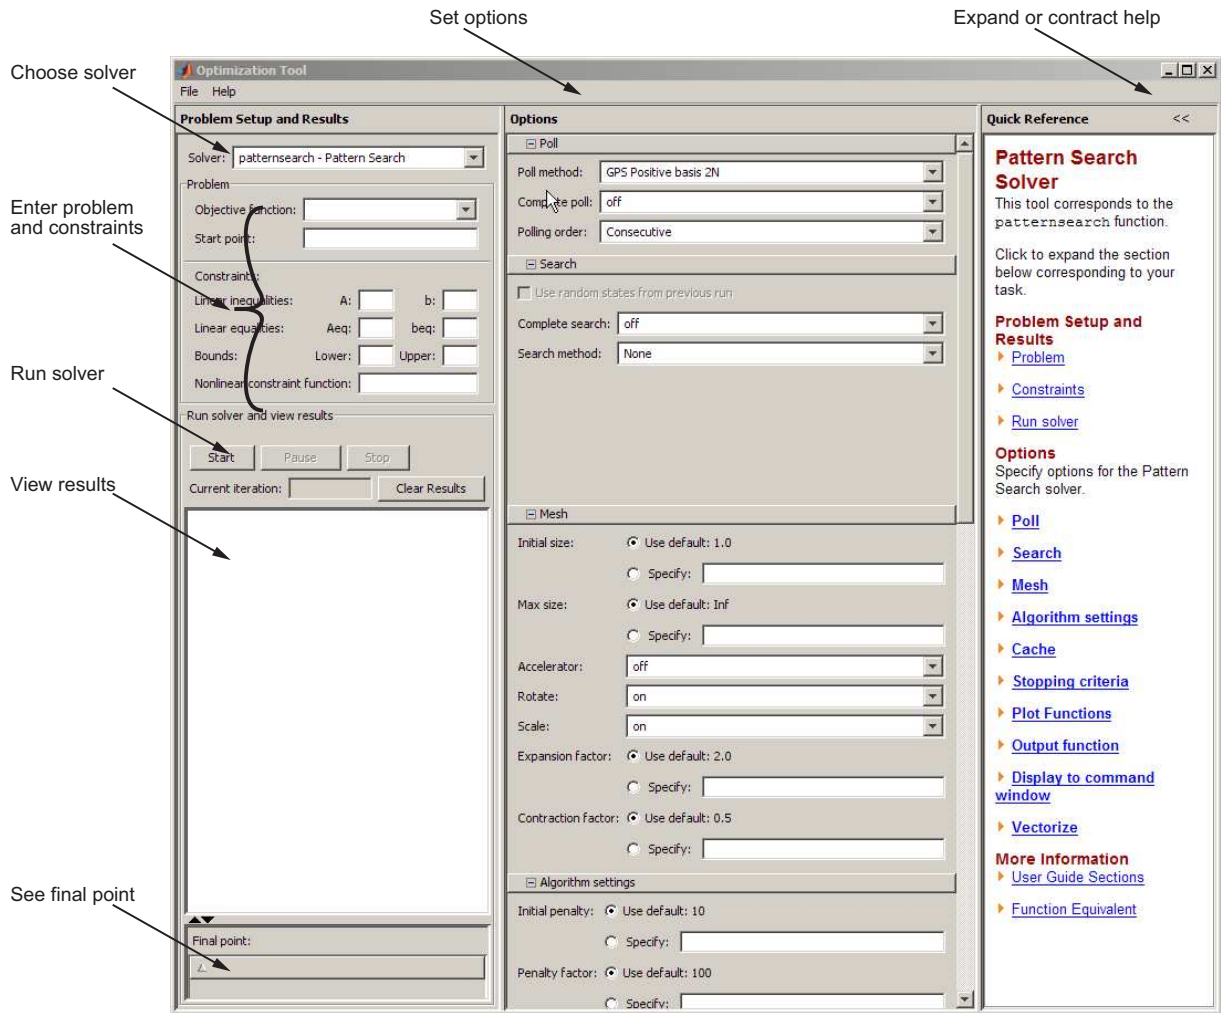 Set options
Expand or contract help
Choose solver
Enter problem
and constraints
Run solver
View results
See final point
Optimization Tool
File Help
Problem Setup and Results
Solver: patternsearch - Pattern Search
Problem
Objective function:
Start point:
Constraints:
Linear inequalities: A: b:
Linear equalities: Aeq: beq:
Bounds: Lower: Upper:
Nonlinear constraint function:
Run solver and view results
Start Pause Stop
Current iteration: Clear Results
Final point:
Options
Poll
Poll method: GPS Positive basis 2N
Complete poll: off
Polling order: Consecutive
Search
Use random states from previous run
Complete search: off
Search method: None
Mesh
Initial size: Use default: 1.0
Specify:
Max size: Use default: Inf
Specify:
Accelerator: off
Rotate: on
Scale: on
Expansion factor: Use default: 2.0
Specify:
Contraction factor: Use default: 0.5
Specify:
Algorithm settings
Initial penalty: Use default: 10
Specify:
Penalty factor: Use default: 100
Specify:
Quick Reference <<
Pattern Search
Solver
This tool corresponds to the
patternsearch function.
Click to expand the section
below corresponding to your
task.
Problem Setup and
Results
Problem
Constraints
Run solver
Options
Specify options for the Pattern
Search solver.
Poll
Search
Mesh
Algorithm settings
Cache
Stopping criteria
Plot Functions
Output function
Display to command
window
Vectorize
More Information
User Guide Sections
Function Equivalent